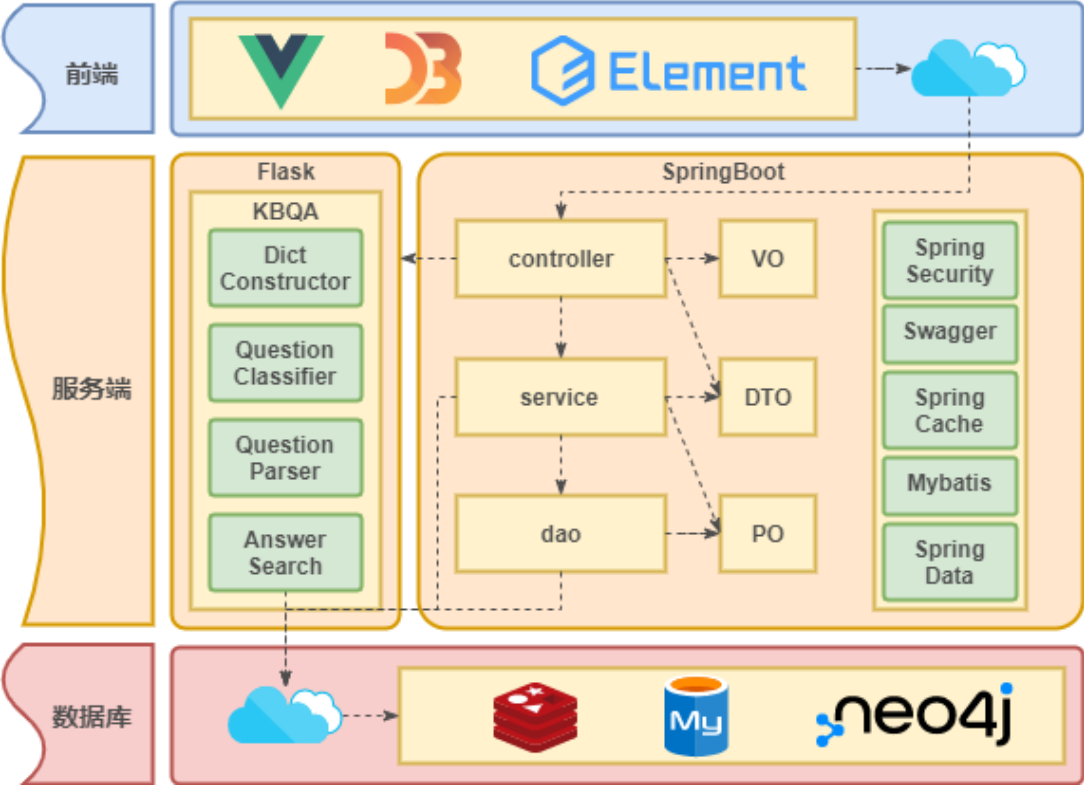 前端
D3
Element
服务端
Flask
KBQA
Dict
Constructor
Question
Classifier
Question
Parser
Answer
Search
SpringBoot
controller
VO
service
DTO
dao
PO
Spring
Security
Swagger
Spring
Cache
Mybatis
Spring
Data
数据库
My
neo4j